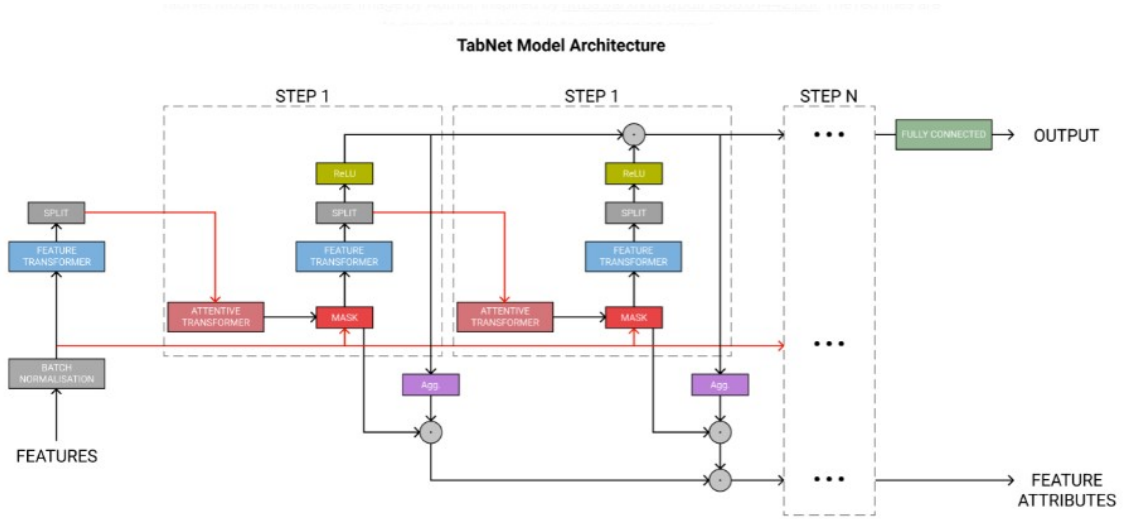 TabNet Model Architecture
STEP 1
STEP 1
STEP N
FULLY CONNECTED
OUTPUT
ReLU
ReLU
SPLIT
SPLIT
SPLIT
FEATURE
TRANSFORMER
FEATURE
TRANSFORMER
FEATURE
TRANSFORMER
ATTENTIVE
TRANSFORMER
MASK
ATTENTIVE
TRANSFORMER
MASK
BATCH
NORMALISATION
Agg.
Agg.
FEATURES
FEATURE
ATTRIBUTES